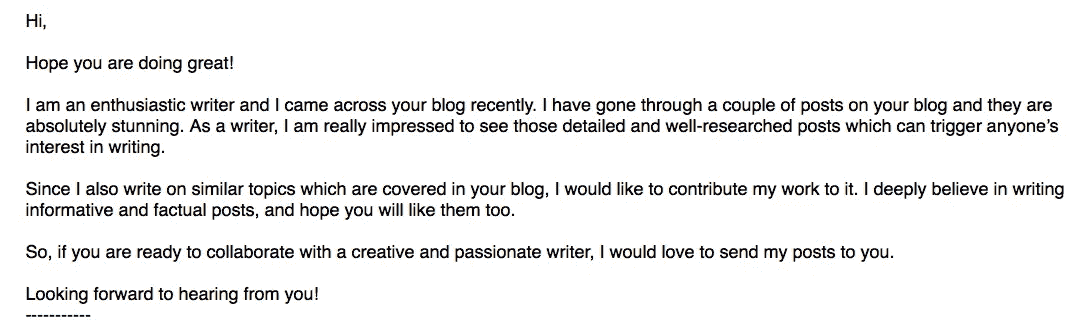 Hi,
Hope you are doing great!
I am an enthusiastic writer and I came across your blog recently. I have gone through a couple of posts on your blog and they are
absolutely stunning. As a writer, I am really impressed to see those detailed and well-researched posts which can trigger anyone's
interest in writing.
Since I also write on similar topics which are covered in your blog, I would like to contribute my work to it. I deeply believe in writing
informative and factual posts, and hope you will like them too.
So, if you are ready to collaborate with a creative and passionate writer, I would love to send my posts to you.
Looking forward to hearing from you!
-----------